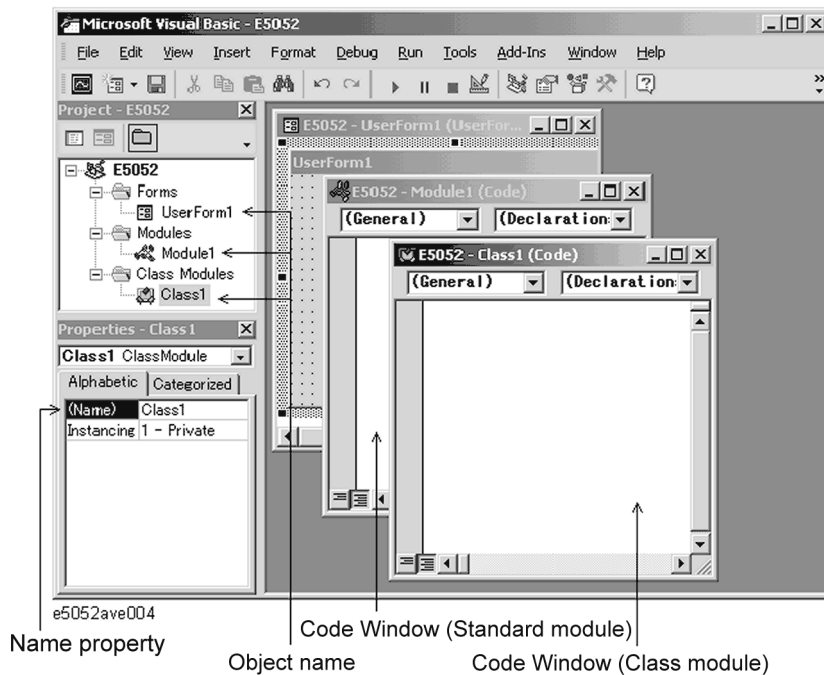 Microsoft Visual Basic - E5052
File Edit View Insert Format Debug Run Tools Add-Ins Window Help
Project - E5052
E5052
Forms
UserForm1
Modules
Module1
Class Modules
Class1
Properties - Class1
Class1 ClassModule
Alphabetic Categorized
(Name) Class1
Instancing 1 - Private
E5052 - UserForm1 (UserFor...
UserForm1
E5052 - Module1 (Code)
(General) (Declaration:
E5052 - Class1 (Code)
(General) (Declaration:
e5052ave004
Name property
Object name
Code Window (Standard module)
Code Window (Class module)